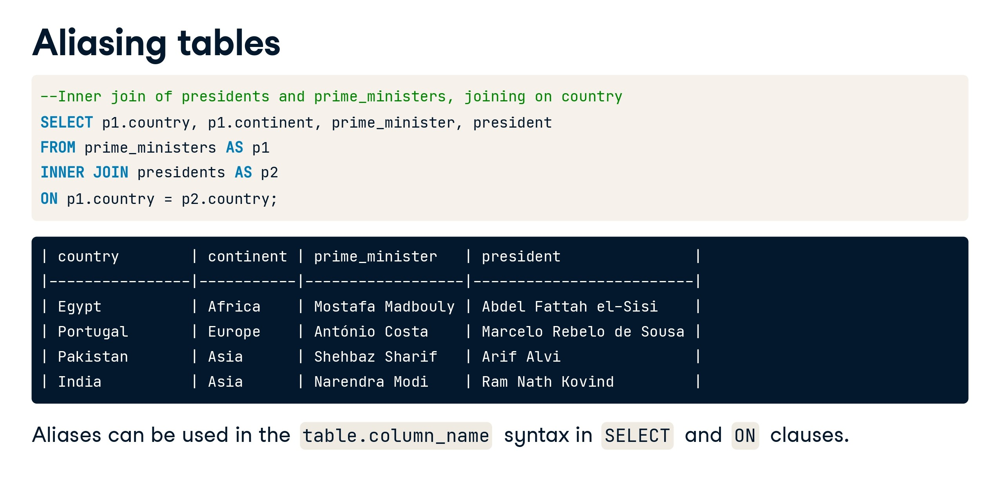 Aliasing tables
--Inner join of presidents and prime_ministers, joining on country
SELECT p1.country, p1.continent, prime_minister, president
FROM prime_ministers AS p1
INNER JOIN presidents AS p2
ON p1.country = p2.country;
| country        | continent | prime_minister   | president               |
|----------------|-----------|------------------|-------------------------|
| Egypt          | Africa    | Mostafa Madbouly | Abdel Fattah el-Sisi    |
| Portugal       | Europe    | António Costa    | Marcelo Rebelo de Sousa |
| Pakistan       | Asia      | Shehbaz Sharif   | Arif Alvi               |
| India          | Asia      | Narendra Modi    | Ram Nath Kovind         |
Aliases can be used in the table.column_name syntax in SELECT and ON clauses.